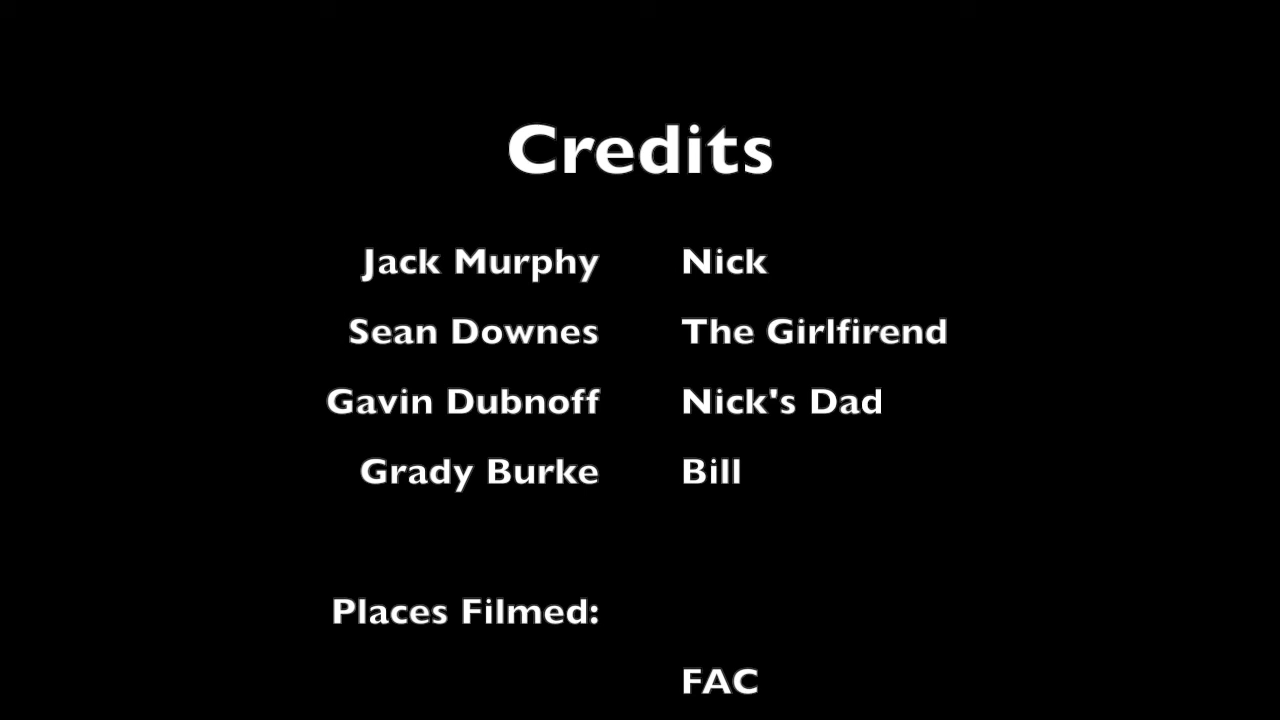 Credits
Jack Murphy Nick
Sean Downes The Girlfirend
Gavin Dubnoff Nick's Dad
Grady Burke Bill
Places Filmed:
FAC